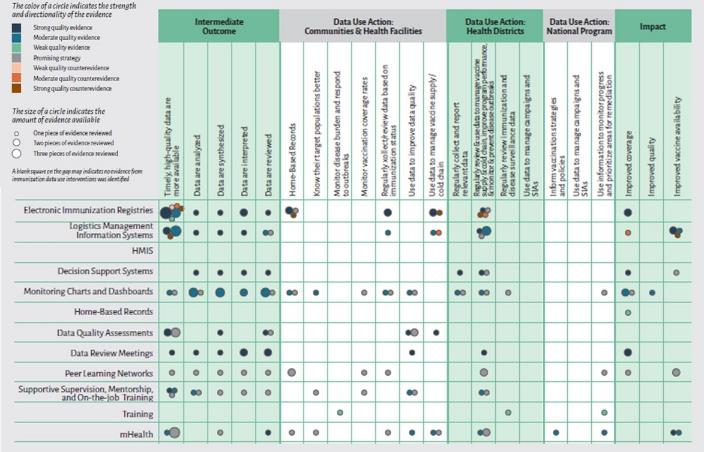 The color of a circle indicates the strength
and directionality of the evidence
Strong quality evidence
Moderate quality evidence
Weak quality evidence
Promising strategy
Weak quality counterevidence
Moderate quality counterevidence
Strong quality counterevidence
The size of a circle indicates the
amount of evidence available
One piece of evidence reviewed
Two pieces of evidence reviewed
Three pieces of evidence reviewed
A blank square on the gap map indicates no evidence from
immunization data use interventions was identified
Intermediate
Outcome
Data Use Action:
Communities & Health Facilities
Data Use Action:
Health Districts
Data Use Action:
National Program
Impact
Timely, high-quality data are
more available
Data are analyzed
Data are synthesized
Data are interpreted
Data are reviewed
Home-Based Records
Know their target populations better
Monitor disease burden and respond
to outbreaks
Monitor vaccination coverage rates
Regularly collect/review data based on
immunization status
Use data to improve data quality
Use data to manage vaccine supply/
cold chain
Regularly collect and report
relevant data
Regularly review & use data to manage vaccine
supply & cold chain, improve program performance,
& monitor & prevent disease outbreaks
Regularly review immunization and
disease surveillance data
Use data to manage campaigns and
SIAs
Inform vaccination strategies
and policies
Use data to manage campaigns and
SIAs
Use information to monitor progress
and prioritize areas for remediation
Improved coverage
Improved quality
Improved vaccine availability
Electronic Immunization Registries
Logistics Management
Information Systems
HMIS
Decision Support Systems
Monitoring Charts and Dashboards
Home-Based Records
Data Quality Assessments
Data Review Meetings
Peer Learning Networks
Supportive Supervision, Mentorship,
and On-the-job Training
Training
mHealth